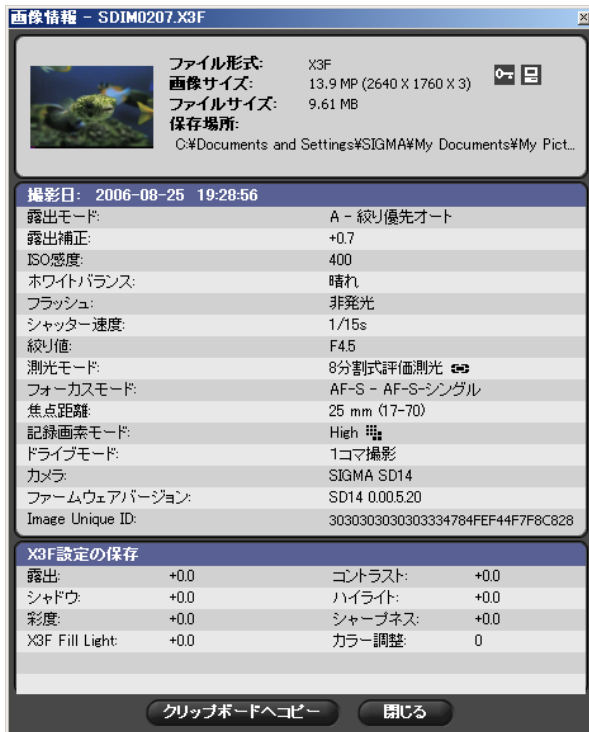 画像情報 - SDIM0207.X3F
ファイル形式: X3F
画像サイズ: 13.9 MP (2640 X 1760 X 3)
ファイルサイズ: 9.61 MB
保存場所:
C:¥Documents and Settings¥SIGMA¥My Documents¥My Pict...
撮影日: 2006-08-25 19:28:56
露出モード: A - 絞り優先オート
露出補正: +0.7
ISO感度: 400
ホワイトバランス: 晴れ
フラッシュ: 非発光
シャッター速度: 1/15s
絞り値: F4.5
測光モード: 8分割式評価測光
フォーカスモード: AF-S - AF-S-シングル
焦点距離: 25 mm (17-70)
記録画素モード: High
ドライブモード: 1コマ撮影
カメラ: SIGMA SD14
ファームウェアバージョン: SD14 0.00.5.20
Image Unique ID: 3030303030303334784FEF44F7F8C828
X3F設定の保存
露出: +0.0 コントラスト: +0.0
シャドウ: +0.0 ハイライト: +0.0
彩度: +0.0 シャープネス: +0.0
X3F Fill Light: +0.0 カラー調整: 0
クリップボードへコピー 閉じる